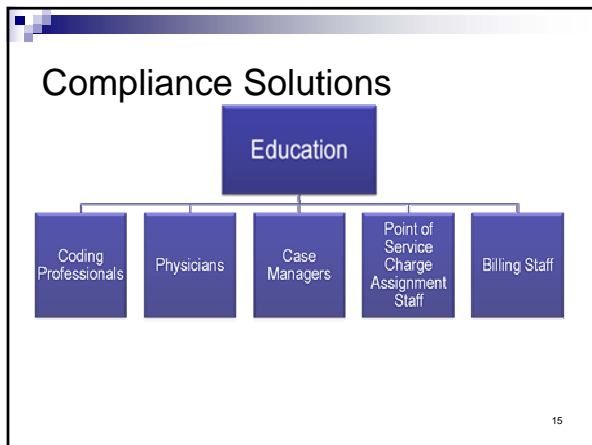 Compliance Solutions
Education
Coding
Professionals
Physicians
Case
Managers
Point of
Service
Charge
Assignment
Staff
Billing Staff
15